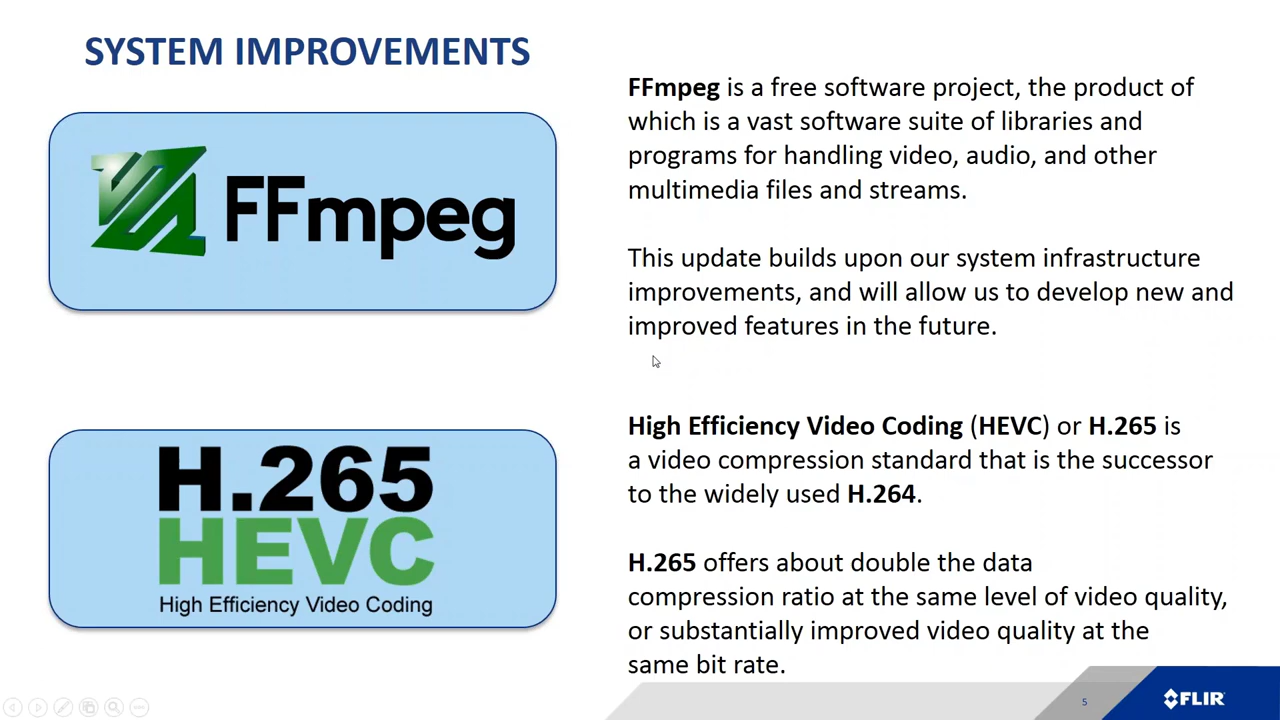 SYSTEM IMPROVEMENTS
FFmpeg
FFmpeg is a free software project, the product of
which is a vast software suite of libraries and
programs for handling video, audio, and other
multimedia files and streams.
This update builds upon our system infrastructure
improvements, and will allow us to develop new and
improved features in the future.
H.265
HEVC
High Efficiency Video Coding
High Efficiency Video Coding (HEVC) or H.265 is
a video compression standard that is the successor
to the widely used H.264.
H.265 offers about double the data
compression ratio at the same level of video quality,
or substantially improved video quality at the
same bit rate.
5
FLIR